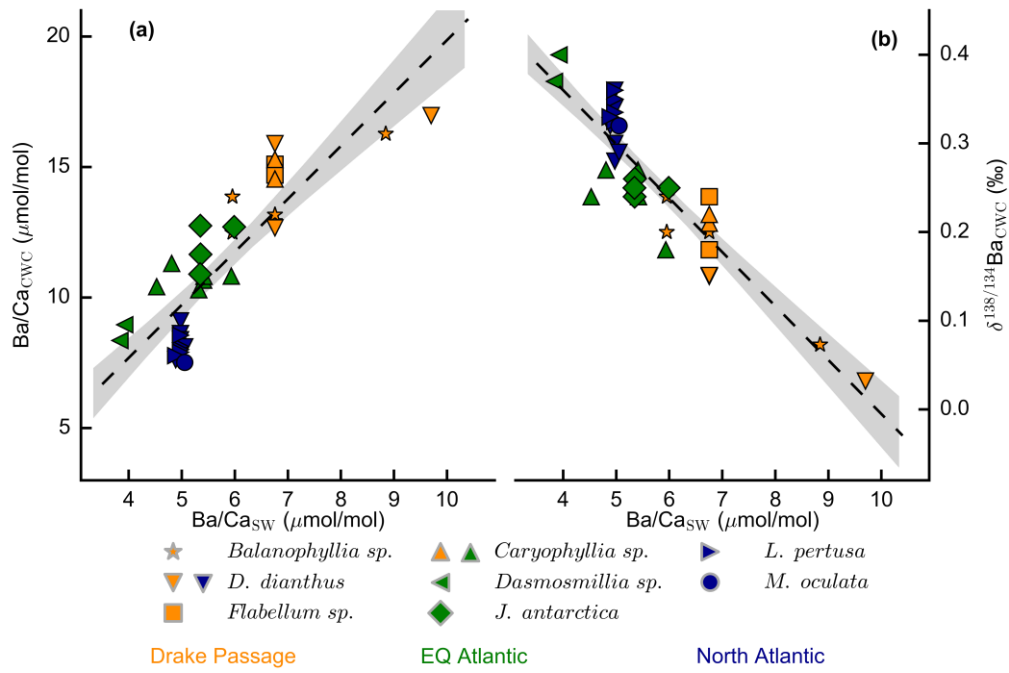 (a)
(b)
20
15
10
5
Ba/Ca_CWC (μmol/mol)
0.4
0.3
0.2
0.1
0.0
δ^138/134Ba_CWC (‰)
4 5 6 7 8 9 10
4 5 6 7 8 9 10
Ba/Ca_SW (μmol/mol)
Ba/Ca_SW (μmol/mol)
Balanophyllia sp. Caryophyllia sp. L. pertusa
D. dianthus Dasmosmillia sp. M. oculata
Flabellum sp. J. antarctica
Drake Passage EQ Atlantic North Atlantic